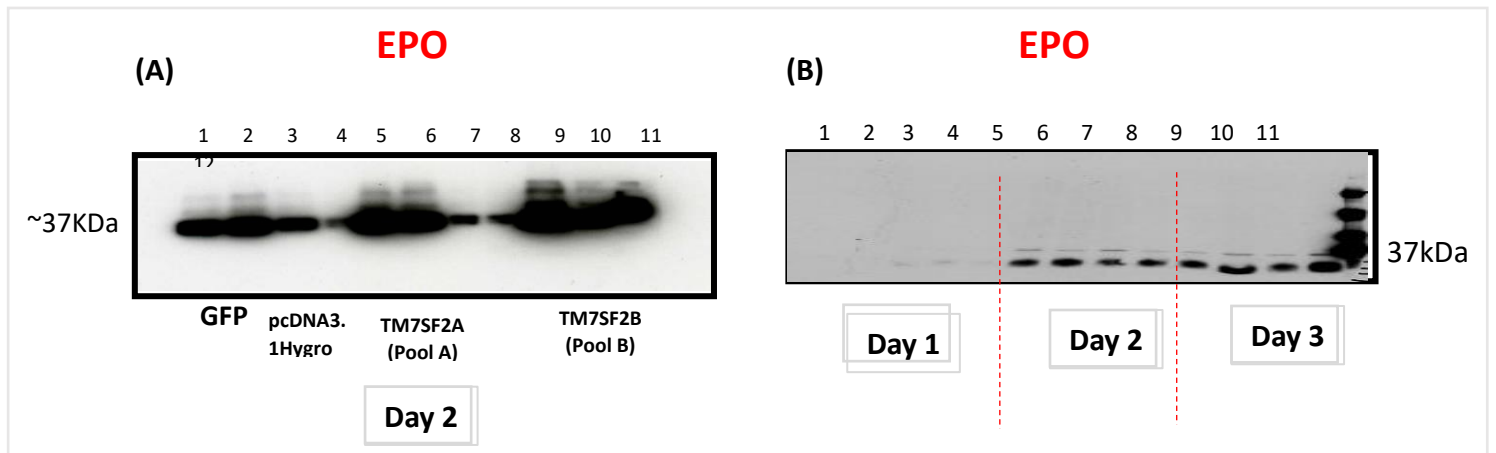 EPO
(A)
1 2 3 4 5 6 7 8 9 10 11
12
~37KDa
GFP
pcDNA3.
1Hygro
TM7SF2A
(Pool A)
TM7SF2B
(Pool B)
Day 2
EPO
(B)
1 2 3 4 5 6 7 8 9 10 11
37kDa
Day 1
Day 2
Day 3